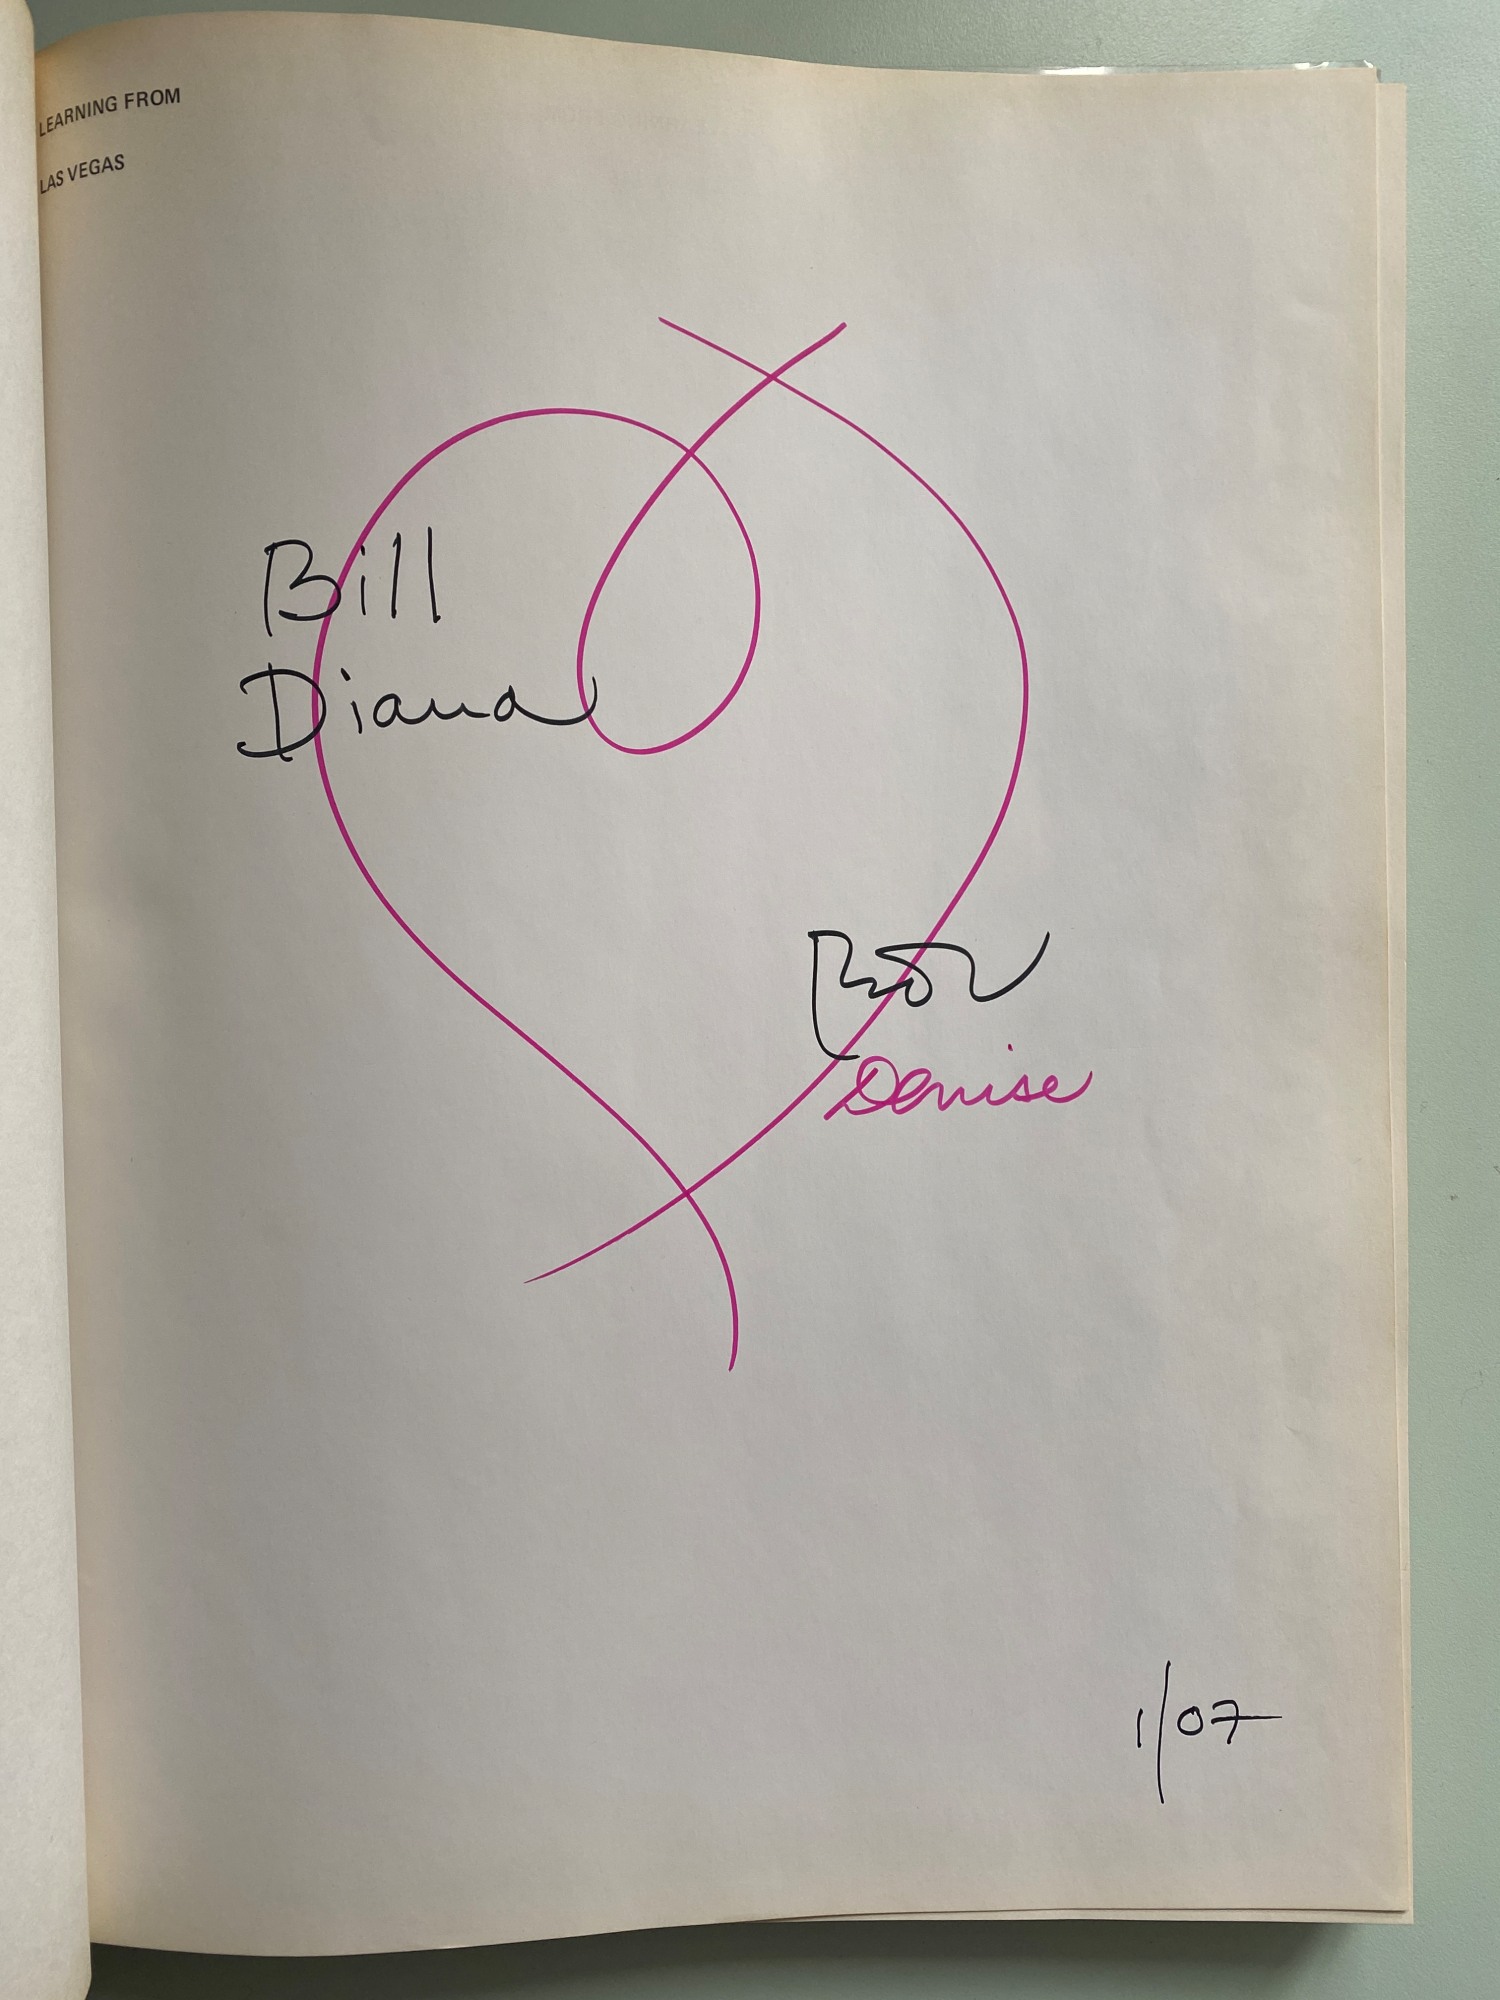 LEARNING FROM
LAS VEGAS
Bill
Diana
Bob
Denise
1/07